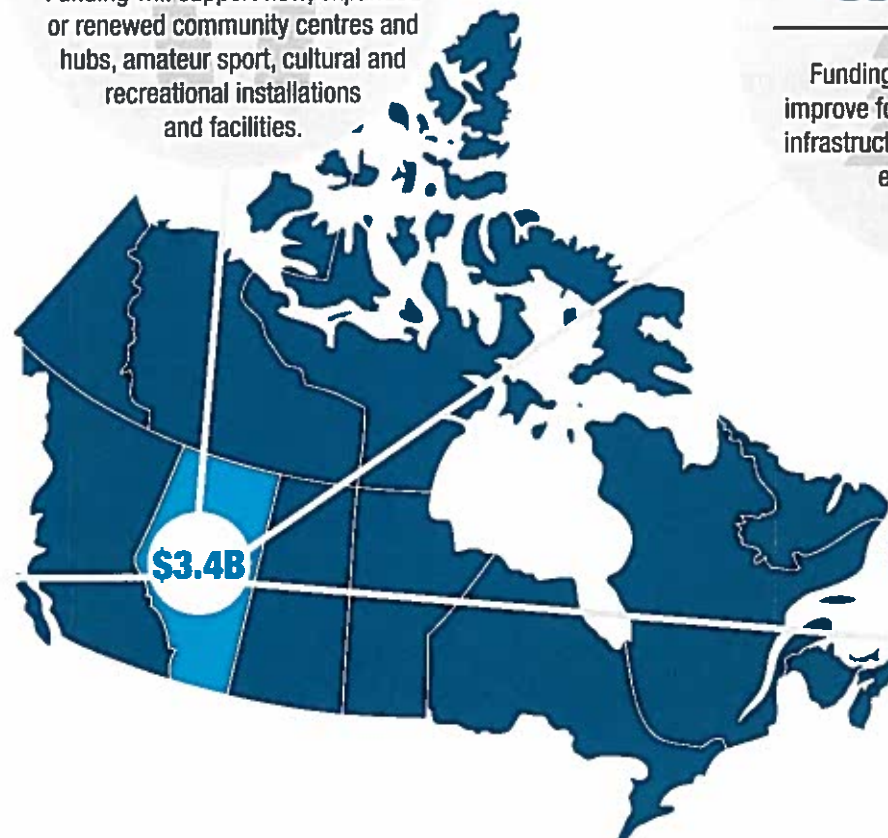 or renewed community centres and
hubs, amateur sport, cultural and
recreational installations
and facilities.
Funding
improve fo
infrastruct
e
$3.4B